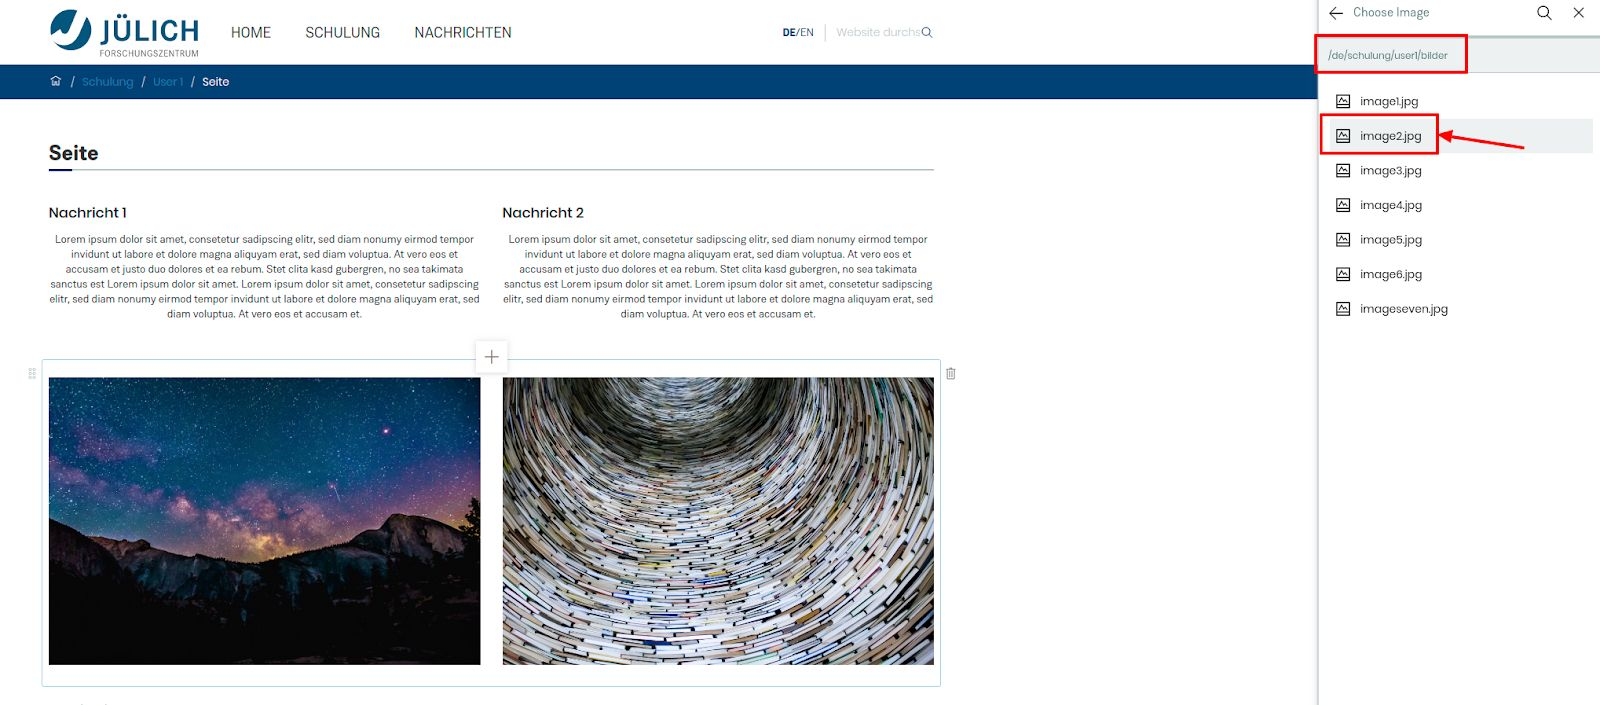 JÜLICH
FORSCHUNGSZENTRUM
HOME SCHULUNG NACHRICHTEN
DE/EN Website durchs
/ Schulung / User 1 / Seite
Seite
Nachricht 1
Lorem ipsum dolor sit amet, consetetur sadipscing elitr, sed diam nonumy eirmod tempor
invidunt ut labore et dolore magna aliquyam erat, sed diam voluptua. At vero eos et
accusam et justo duo dolores et ea rebum. Stet clita kasd gubergren, no sea takimata
sanctus est Lorem ipsum dolor sit amet. Lorem ipsum dolor sit amet, consetetur sadipscing
elitr, sed diam nonumy eirmod tempor invidunt ut labore et dolore magna aliquyam erat, sed
diam voluptua. At vero eos et accusam et.
Nachricht 2
Lorem ipsum dolor sit amet, consetetur sadipscing elitr, sed diam nonumy eirmod tempor
invidunt ut labore et dolore magna aliquyam erat, sed diam voluptua. At vero eos et
accusam et justo duo dolores et ea rebum. Stet clita kasd gubergren, no sea takimata
sanctus est Lorem ipsum dolor sit amet. Lorem ipsum dolor sit amet, consetetur sadipscing
elitr, sed diam nonumy eirmod tempor invidunt ut labore et dolore magna aliquyam erat, sed
diam voluptua. At vero eos et accusam et.
Choose Image
/de/schulung/user1/bilder
image1.jpg
image2.jpg
image3.jpg
image4.jpg
image5.jpg
image6.jpg
imageseven.jpg